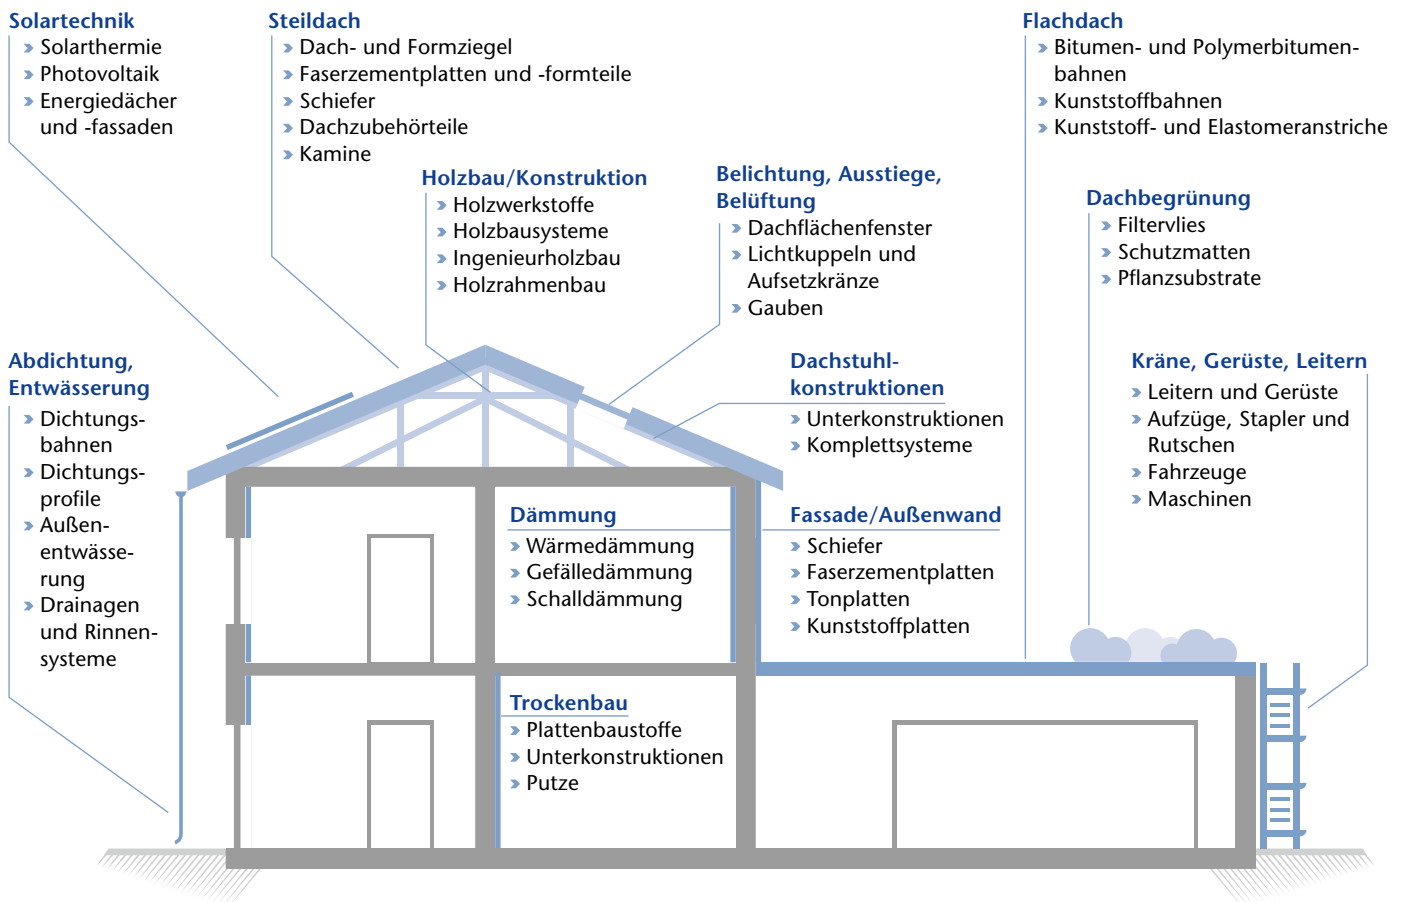 Solartechnik
Solarthermie
Photovoltaik
Energiedächer
und -fassaden
Steildach
Dach- und Formziegel
Faserzementplatten und -formteile
Schiefer
Dachzubehörteile
Kamine
Flachdach
Bitumen- und Polymerbitumen-
bahnen
Kunststoffbahnen
Kunststoff- und Elastomeranstriche
Holzbau/Konstruktion
Holzwerkstoffe
Holzbausysteme
Ingenieurholzbau
Holzrahmenbau
Belichtung, Ausstiege,
Belüftung
Dachflächenfenster
Lichtkuppeln und
Aufsetzkränze
Gauben
Dachbegrünung
Filtervlies
Schutzmatten
Pflanzsubstrate
Abdichtung,
Entwässerung
Dichtungs-
bahnen
Dichtungs-
profile
Außen-
entwässe-
rung
Drainagen
und Rinnen-
systeme
Dachstuhl-
konstruktionen
Unterkonstruktionen
Komplettsysteme
Kräne, Gerüste, Leitern
Leitern und Gerüste
Aufzüge, Stapler und
Rutschen
Fahrzeuge
Maschinen
Dämmung
Wärmedämmung
Gefälledämmung
Schalldämmung
Fassade/Außenwand
Schiefer
Faserzementplatten
Tonplatten
Kunststoffplatten
Trockenbau
Plattenbaustoffe
Unterkonstruktionen
Putze